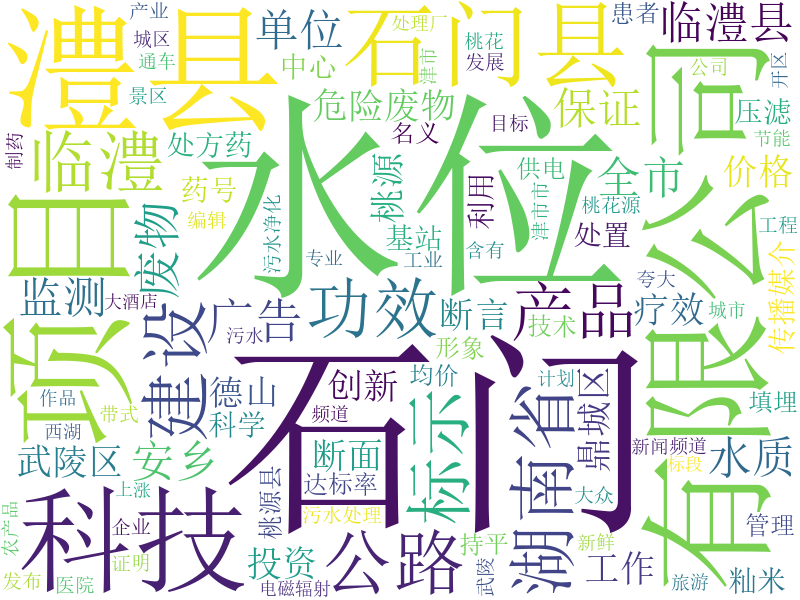 产业
处理厂
桃花
患者
临澧县
澧县
城区
单位
石门县
通车
中心
津市
发展
公司
开区
景区
危险废物
保证
压滤
临澧
处方药
名义
目标
节能
制药
水位
有限公司
项目
药号
桃源
利用
供电
全市
价格
编辑
废物
污水净化
基站
津市市
桃花源
含有
处置
工程
监测
专业
工业
夸大
传播媒介
大酒店
广告
功效
断言
产品
疗效
建设
污水
形象
技术
城市
石门
德山
创新
均价
计划
鼎城区
填埋
作品
科学
频道
标示
湖南省
西湖
带式
武陵区
安乡
断面
新闻频道
标段
水质
达标率
大众
科技
上涨
桃源县
污水处理
农产品
企业
公路
持平
新鲜
管理
发布
医院
证明
投资
电磁辐射
武陵
工作
旅游
籼米